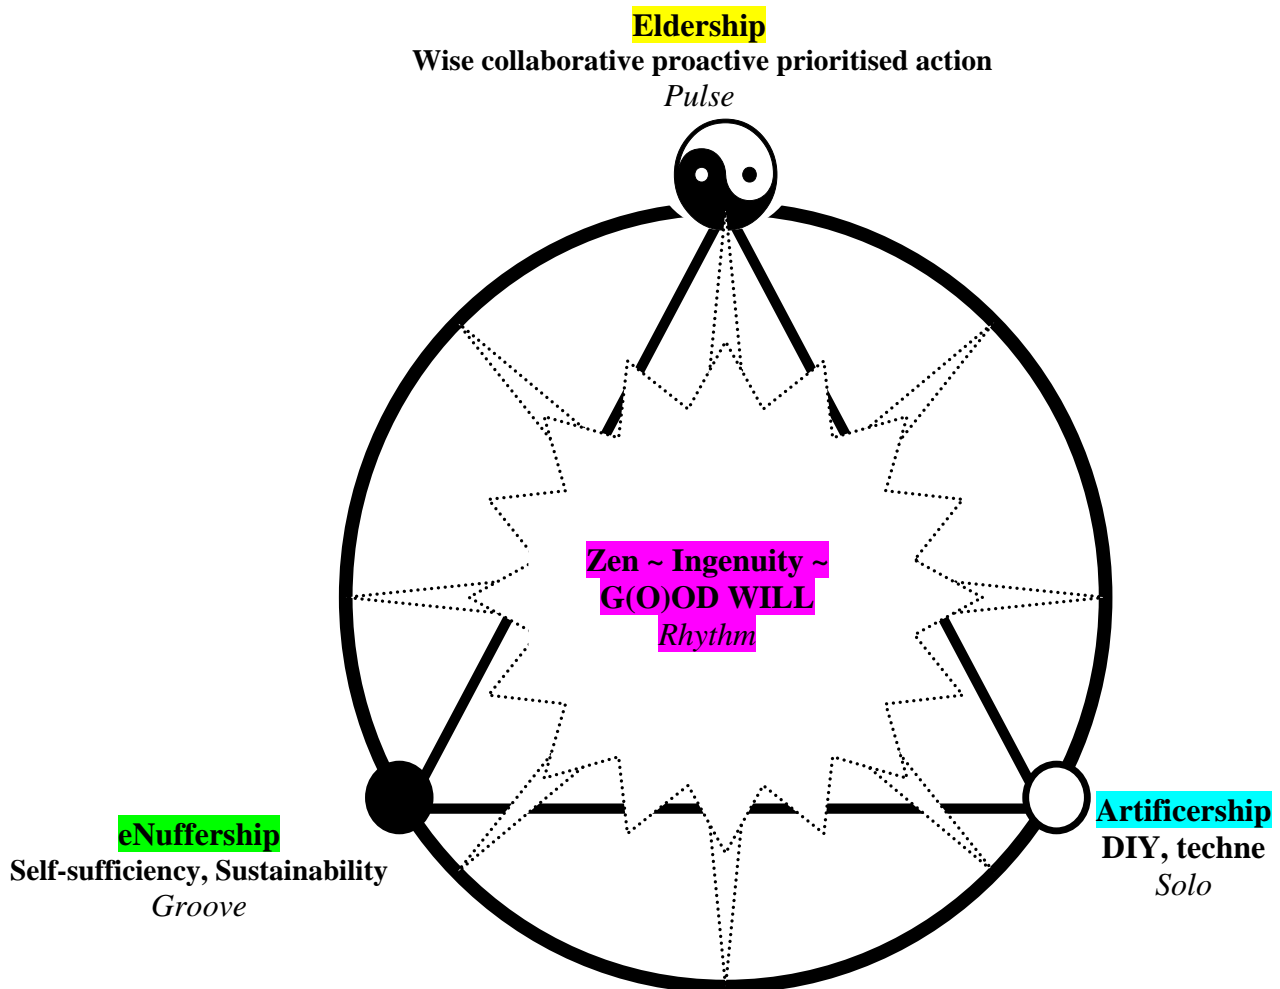 Eldership
Wise collaborative proactive prioritised action
Pulse
Zen ~ Ingenuity ~
G(O)OD WILL
Rhythm
eNuffership
Self-sufficiency, Sustainability
Groove
Artificership
DIY, techne
Solo